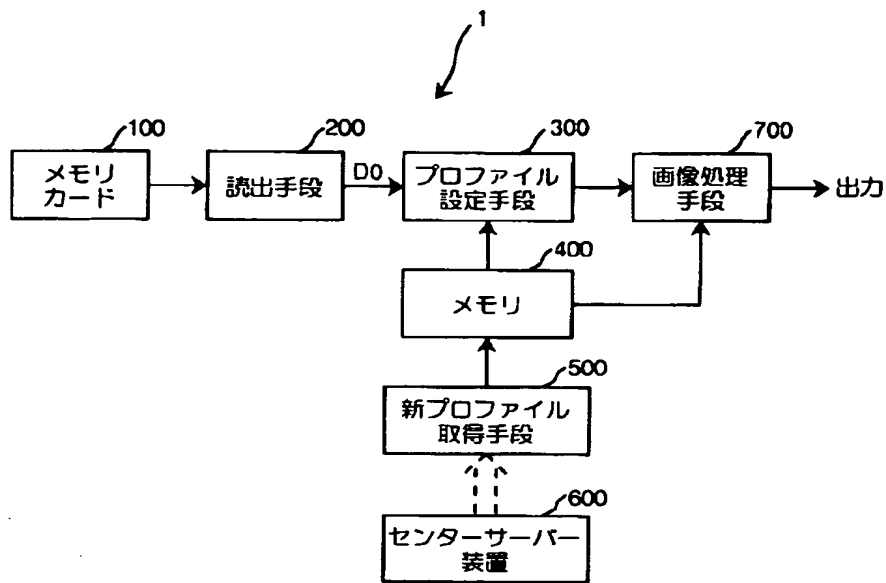 1
100
200
300
700
メモリ
カード
読出手段
D0
プロファイル
設定手段
画像処理
手段
出力
400
メモリ
500
新プロファイル
取得手段
600
センターサーバー
装置